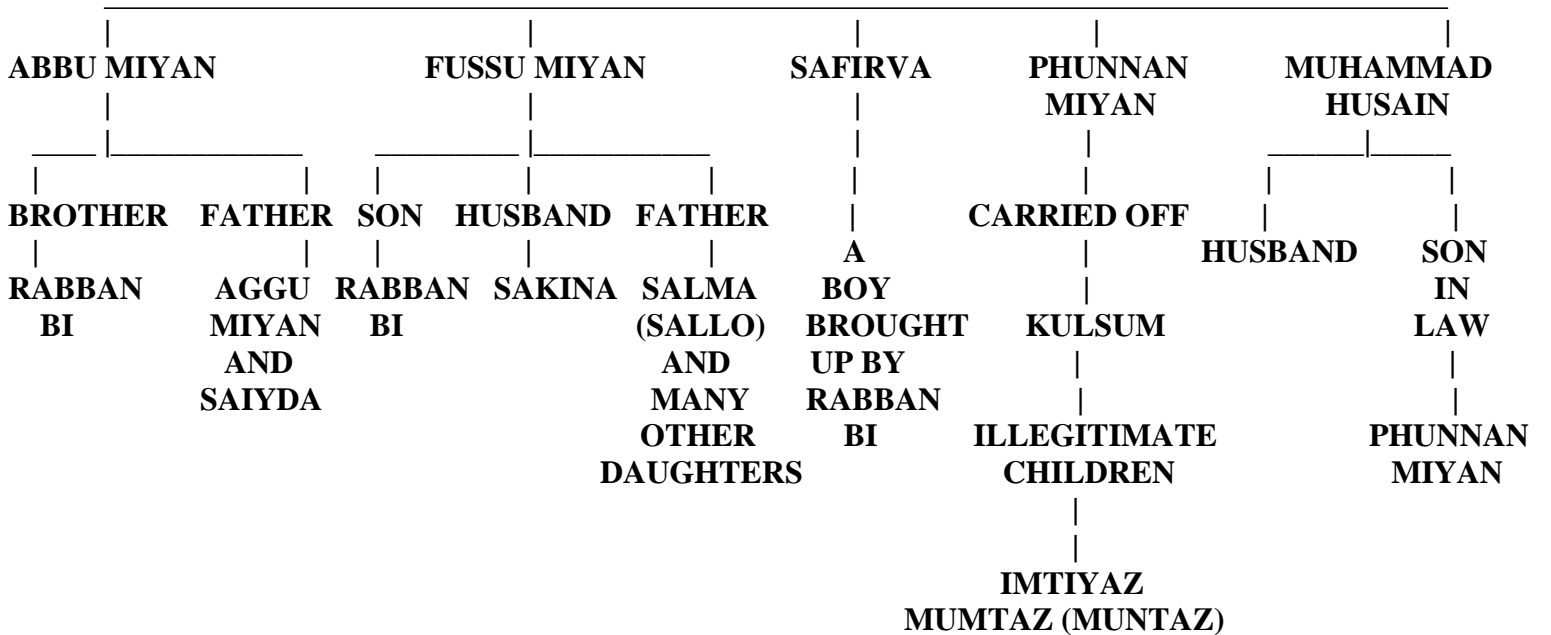 ABBU MIYAN FUSSU MIYAN SAFIRVA PHUNNAN MUHAMMAD
MIYAN HUSAIN
BROTHER FATHER SON HUSBAND FATHER CARRIED OFF
A HUSBAND SON
RABBAN AGGU RABBAN SAKINA SALMA BOY IN
BI MIYAN BI (SALLO) BROUGHT KULSUM LAW
AND AND UP BY
SAIYDA MANY RABBAN
OTHER BI ILLEGITIMATE PHUNNAN
DAUGHTERS CHILDREN MIYAN
IMTIYAZ
MUMTAZ (MUNTAZ)